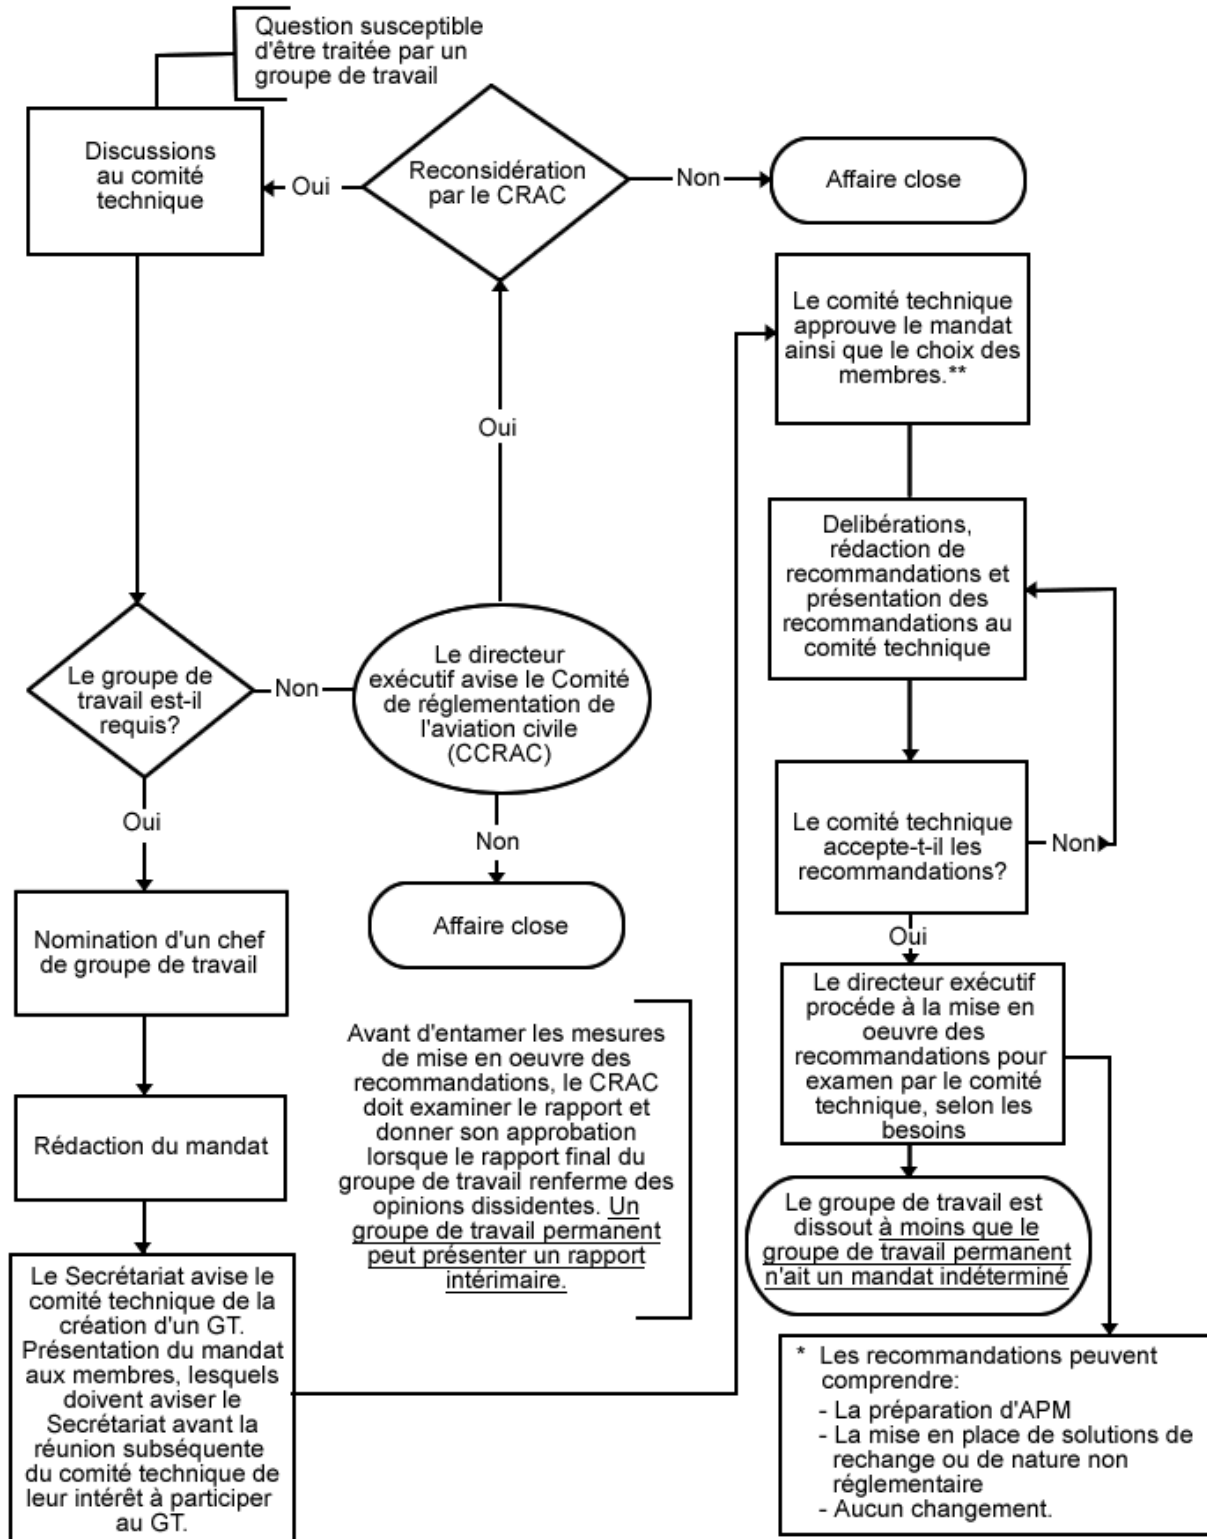 Question susceptible
d'être traitée par un
groupe de travail
Discussions
au comité
technique
Oui
Reconsidération
par le CRAC
Non
Affaire close
Le comité technique
approuve le mandat
ainsi que le choix des
membres.**
Oui
Delibérations,
rédaction de
recommandations et
présentation des
recommandations au
comité technique
Le groupe de
travail est-il
requis?
Non
Le directeur
exécutif avise le Comité
de réglementation de
l'aviation civile
(CCRAC)
Oui
Non
Le comité technique
accepte-t-il les
recommandations?
Non
Affaire close
Oui
Nomination d'un chef
de groupe de travail
Le directeur exécutif
procéde à la mise en
oeuvre des
recommandations pour
examen par le comité
technique, selon les
besoins
Avant d'entamer les mesures
de mise en oeuvre des
recommandations, le CRAC
doit examiner le rapport et
donner son approbation
lorsque le rapport final du
groupe de travail renferme des
opinions dissidentes. Un
groupe de travail permanent
peut présenter un rapport
intérimaire.
Rédaction du mandat
Le groupe de travail est
dissout à moins que le
groupe de travail permanent
n'ait un mandat indéterminé
Le Secrétariat avise le
comité technique de la
création d'un GT.
Présentation du mandat
aux membres, lesquels
doivent aviser le
Secrétariat avant la
réunion subséquente
du comité technique de
leur intérêt à participer
au GT.
* Les recommandations peuvent
comprendre:
- La préparation d'APM
- La mise en place de solutions de
rechange ou de nature non
réglementaire
- Aucun changement.